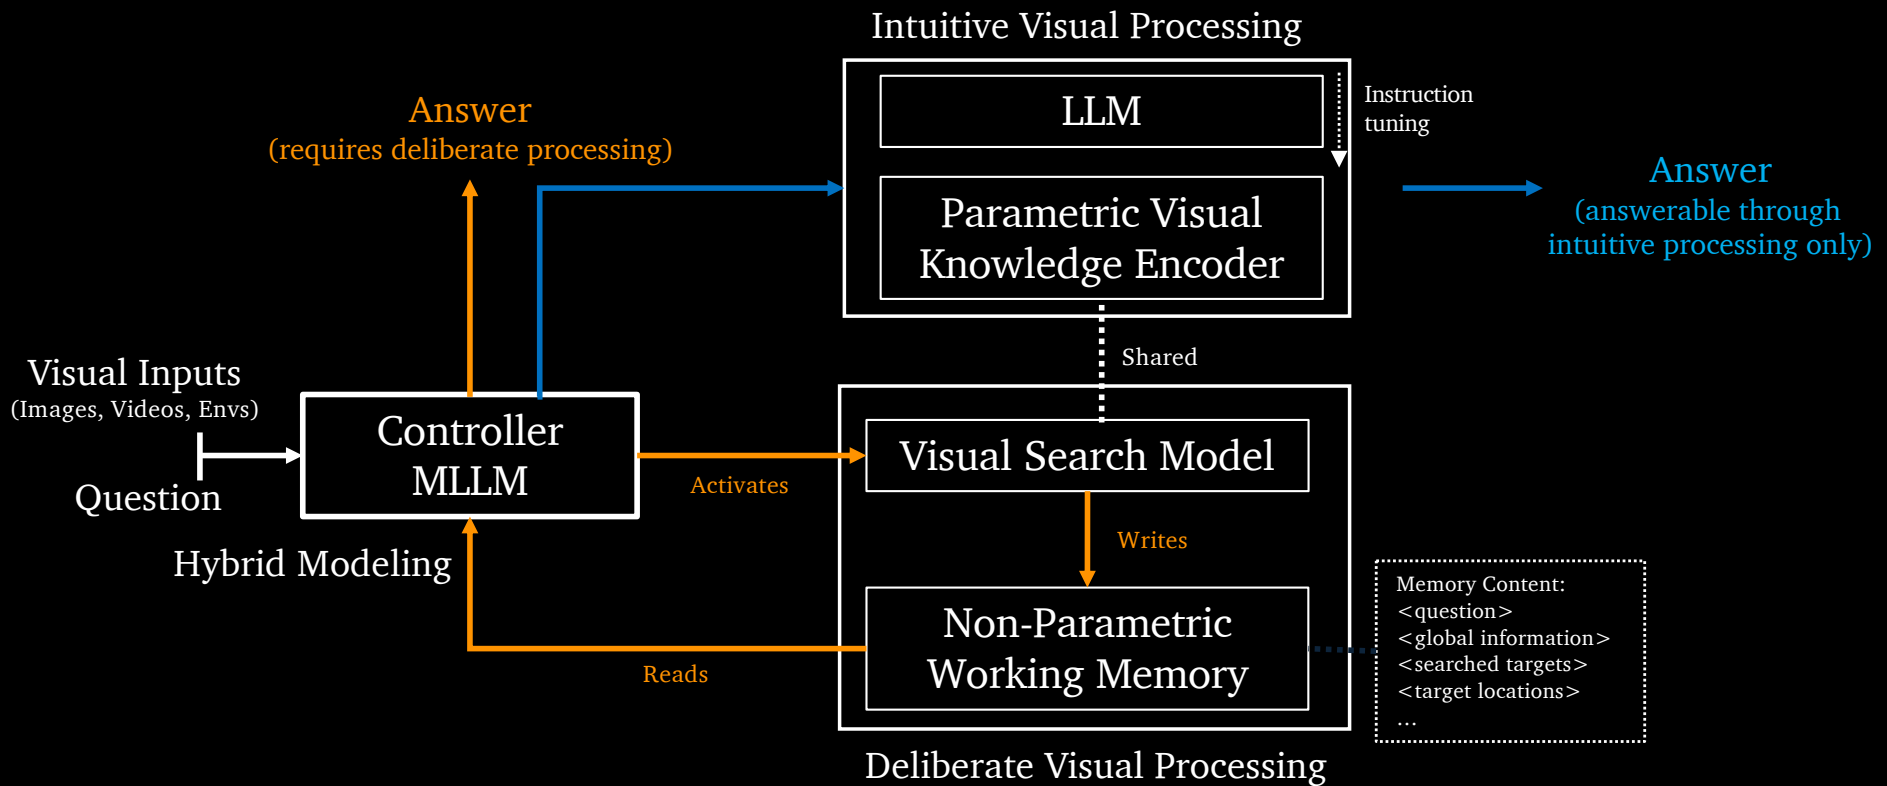 Intuitive Visual Processing
LLM
Instruction
tuning
Parametric Visual
Knowledge Encoder
Answer
(requires deliberate processing)
Answer
(answerable through
intuitive processing only)
Shared
Visual Inputs
(Images, Videos, Envs)
Question
Controller
MLLM
Hybrid Modeling
Activates
Visual Search Model
Writes
Non-Parametric
Working Memory
Reads
Memory Content:
<question>
<global information>
<searched targets>
<target locations>
...
Deliberate Visual Processing